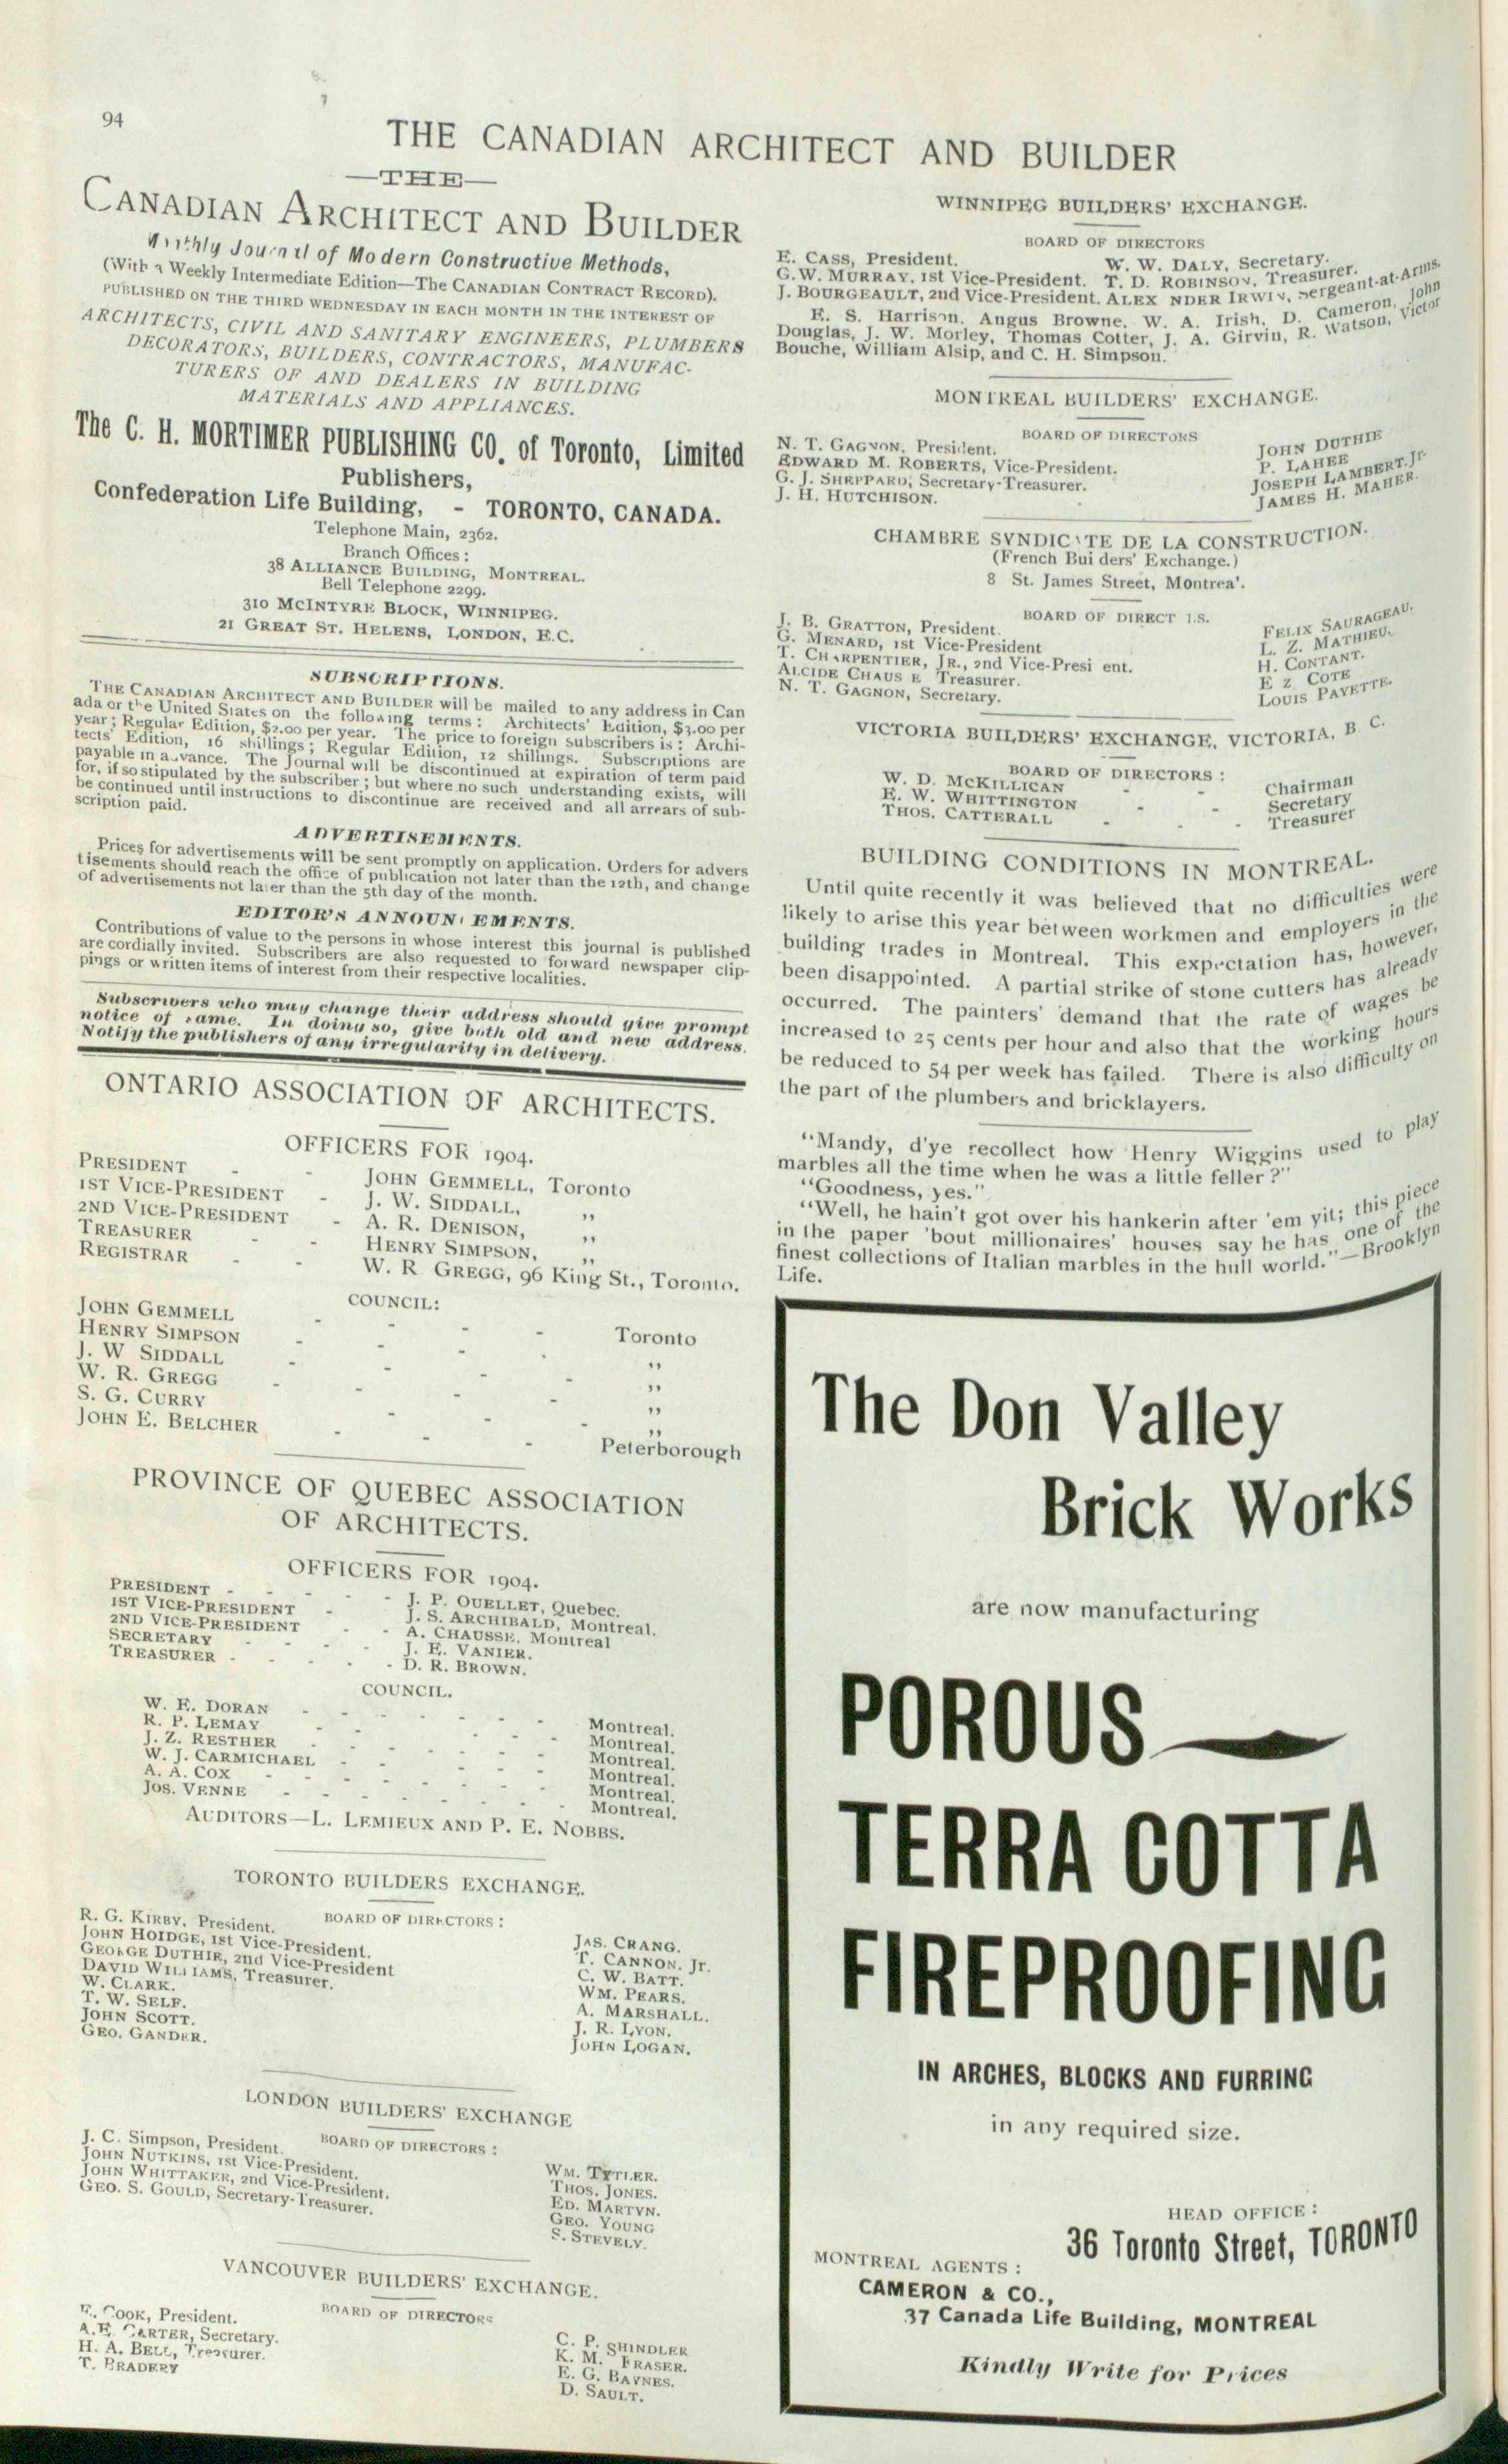 94
THE CANADIAN ARCHITECT AND BUILDER
—THE—
CANADIAN ARCHITECT AND BUILDER
Monthly Journal of Modern Constructive Methods,
(With a Weekly Intermediate Edition—The CANADIAN CONTRACT RECORD).
PUBLISHED ON THE THIRD WEDNESDAY IN EACH MONTH IN THE INTEREST OF
ARCHITECTS, CIVIL AND SANITARY ENGINEERS, PLUMBERS
DECORATORS, BUILDERS, CONTRACTORS, MANUFAC-
TURERS OF AND DEALERS IN BUILDING
MATERIALS AND APPLIANCES.
The C. H. MORTIMER PUBLISHING CO. of Toronto, Limited
Publishers,
Confederation Life Building, - TORONTO, CANADA.
Telephone Main, 2362.
Branch Offices :
38 ALLIANCE BUILDING, MONTREAL.
Bell Telephone 2299.
310 MCINTYRE BLOCK, WINNIPEG.
21 GREAT ST. HELENS, LONDON, E.C.
SUBSCRIPTIONS.
THE CANADIAN ARCHITECT AND BUILDER will be mailed to any address in Can
ada or the United States on the following terms : Architects' Edition, $3.00 per
year ; Regular Edition, $2.00 per year. The price to foreign subscribers is : Archi-
tects' Edition, 16 shillings ; Regular Edition, 12 shillings. Subscriptions are
payable in advance. The Journal will be discontinued at expiration of term paid
for, if so stipulated by the subscriber ; but where no such understanding exists, will
be continued until instructions to discontinue are received and all arrears of sub-
scription paid.
ADVERTISEMENTS.
Prices for advertisements will be sent promptly on application. Orders for advers
tisements should reach the office of publication not later than the 12th, and change
of advertisements not later than the 5th day of the month.
EDITOR'S ANNOUNCEMENTS.
Contributions of value to the persons in whose interest this journal is published
are cordially invited. Subscribers are also requested to forward newspaper clip-
pings or written items of interest from their respective localities.
Subscribers who may change their address should give prompt
notice of same. In doing so, give both old and new address.
Notify the publishers of any irregularity in delivery.
ONTARIO ASSOCIATION OF ARCHITECTS.
OFFICERS FOR 1904.
PRESIDENT - - JOHN GEMMELL, Toronto
1ST VICE-PRESIDENT - J. W. SIDDALL, ,,
2ND VICE-PRESIDENT - A. R. DENISON, ,,
TREASURER - - HENRY SIMPSON, ,,
REGISTRAR - - W. R GREGG, 96 King St., Toronto.
COUNCIL:
JOHN GEMMELL - - - - Toronto
HENRY SIMPSON - - - - ,,
J. W SIDDALL - - - - ,,
W. R. GREGG - - - - ,,
S. G. CURRY - - - ,,
JOHN E. BELCHER - - - Peterborough
PROVINCE OF QUEBEC ASSOCIATION
OF ARCHITECTS.
OFFICERS FOR 1904.
PRESIDENT - - - - - J. P. OUELLET, Quebec.
1ST VICE-PRESIDENT - - J. S. ARCHIBALD, Montreal.
2ND VICE-PRESIDENT - - A. CHAUSSE, Montreal
SECRETARY - - - - J. E. VANIER.
TREASURER - - - - - D. R. BROWN.
COUNCIL.
W. E. DORAN - - - - - - Montreal.
R. P. LEMAY - - - - - - Montreal.
J. Z. RESTHER - - - - - - Montreal.
W. J. CARMICHAEL - - - - - Montreal.
A. A. COX - - - - - - Montreal.
JOS. VENNE - - - - - - Montreal.
AUDITORS—L. LEMIEUX AND P. E. NOBBS.
TORONTO BUILDERS EXCHANGE.
BOARD OF DIRECTORS :
R. G. KIRBY, President.
JOHN HOIDGE, 1st Vice-President.
GEORGE DUTHIE, 2nd Vice-President
DAVID WILLIAMS, Treasurer.
W. CLARK.
T. W. SELF.
JOHN SCOTT.
GEO. GANDER.
JAS. CRANG.
T. CANNON. Jr.
C. W. BATT.
WM. PEARS.
A. MARSHALL.
J. R. LYON.
JOHN LOGAN.
LONDON BUILDERS' EXCHANGE
BOARD OF DIRECTORS :
J. C. Simpson, President.
JOHN NUTKINS, 1st Vice-President.
JOHN WHITTAKER, 2nd Vice-President.
GEO. S. GOULD, Secretary-Treasurer.
WM. TYTLER.
THOS. JONES.
ED. MARTYN.
GEO. YOUNG
S. STEVELY.
VANCOUVER BUILDERS' EXCHANGE.
BOARD OF DIRECTORS
E. COOK, President.
A.E. CARTER, Secretary.
H. A. BELL, Treasurer.
T. BRADERY
C. P. SHINDLER
K. M. FRASER.
E. G. BAYNES.
D. SAULT.
WINNIPEG BUILDERS' EXCHANGE.
BOARD OF DIRECTORS
E. CASS, President. W. W. DALY, Secretary.
G.W. MURRAY, 1st Vice-President. T. D. ROBINSON, Treasurer.
J. BOURGEAULT, 2nd Vice-President. ALEX NDER IRWIN, Sergeant-at-Arms.
E. S. Harrison, Angus Browne, W. A. Irish, D. Cameron, John
Douglas, J. W. Morley, Thomas Cotter, J. A. Girvin, R. Watson, Victor
Bouche, William Alsip, and C. H. Simpson.
MONTREAL BUILDERS' EXCHANGE.
BOARD OF DIRECTORS
N. T. GAGNON, President.
EDWARD M. ROBERTS, Vice-President.
G. J. SHEPPARD, Secretary-Treasurer.
J. H. HUTCHISON.
JOHN DUTHIE
P. LAHEE
JOSEPH LAMBERT.Jr.
JAMES H. MAHER.
CHAMBRE SYNDICATE DE LA CONSTRUCTION.
(French Bui ders' Exchange.)
8 St. James Street, Montreal.
BOARD OF DIRECT RS.
J. B. GRATTON, President.
G. MENARD, 1st Vice-President
T. CHARPENTIER, JR., 2nd Vice-Presi ent.
ALCIDE CHAUS E Treasurer.
N. T. GAGNON, Secretary.
FELIX SAURAGEAU.
L. Z. MATHIEU.
H. CONTANT.
E Z COTE
LOUIS PAYETTE.
VICTORIA BUILDERS' EXCHANGE, VICTORIA, B. C.
BOARD OF DIRECTORS :
W. D. MCKILLICAN - - Chairman
E. W. WHITTINGTON - - Secretary
THOS. CATTERALL - - - Treasurer
BUILDING CONDITIONS IN MONTREAL.
Until quite recently it was believed that no difficulties were
likely to arise this year between workmen and employers in the
building trades in Montreal. This expectation has, however,
been disappointed. A partial strike of stone cutters has already
occurred. The painters' demand that the rate of wages be
increased to 25 cents per hour and also that the working hours
be reduced to 54 per week has failed. There is also difficulty on
the part of the plumbers and bricklayers.
"Mandy, d'ye recollect how Henry Wiggins used to play
marbles all the time when he was a little feller ?"
"Goodness, yes."
"Well, he hain't got over his hankerin after 'em yit; this piece
in the paper 'bout millionaires' houses say he has one of the
finest collections of Italian marbles in the hull world."—Brooklyn
Life.
The Don Valley
Brick Works
are now manufacturing
POROUS
TERRA COTTA
FIREPROOFING
IN ARCHES, BLOCKS AND FURRING
in any required size.
HEAD OFFICE :
36 Toronto Street, TORONTO
MONTREAL AGENTS :
CAMERON & CO.,
37 Canada Life Building, MONTREAL
Kindly Write for Prices